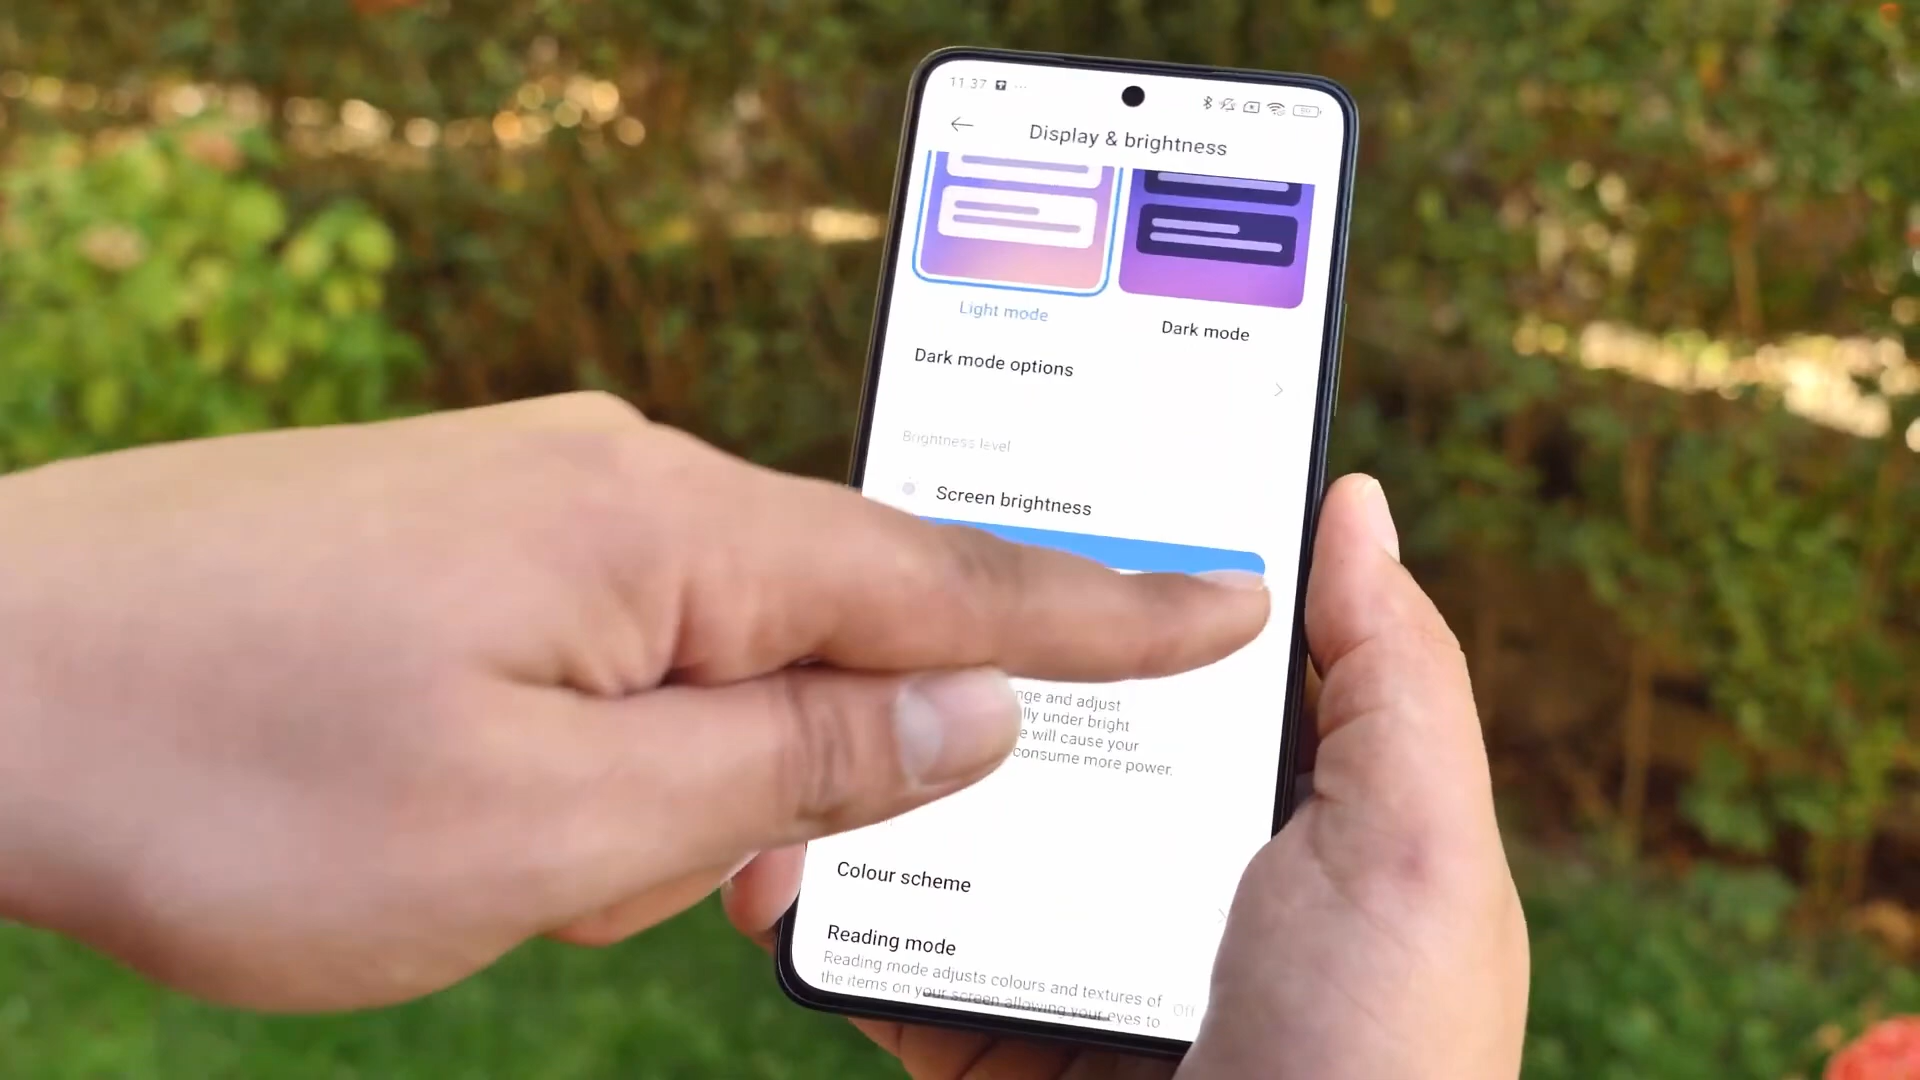 11 37 ...
Display & brightness
Light mode
Dark mode
Dark mode options
Brightness level
Screen brightness
and adjust
under bright
will cause your
consume more power.
Colour scheme
Reading mode
Reading mode adjusts colours and textures of
the items on your screen allowing your eyes to
Off